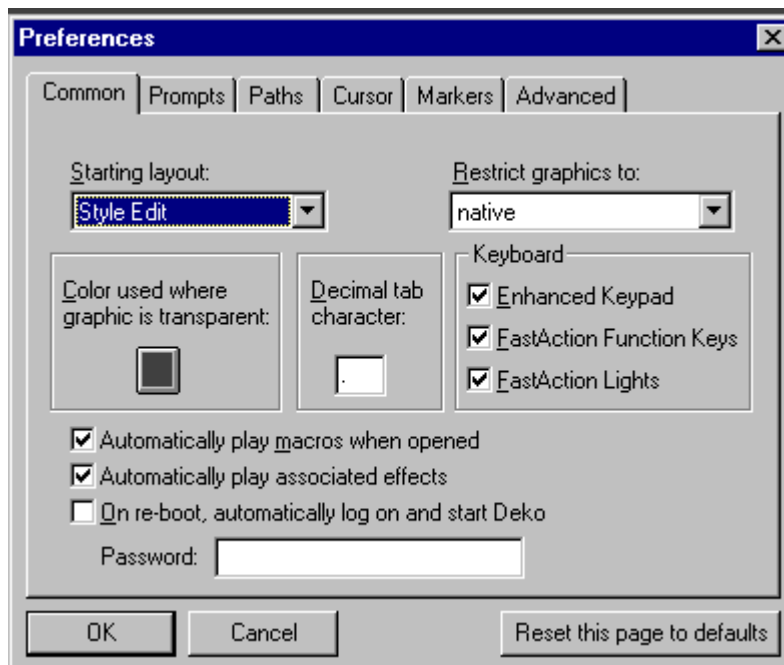 Preferences
Common Prompts Paths Cursor Markers Advanced
Starting layout: Restrict graphics to:
Style Edit native
Keyboard
Color used where Decimal tab
graphic is transparent: character:
.
Enhanced Keypad
FastAction Function Keys
FastAction Lights
Automatically play macros when opened
Automatically play associated effects
On re-boot, automatically log on and start Deko
Password:
OK Cancel Reset this page to defaults